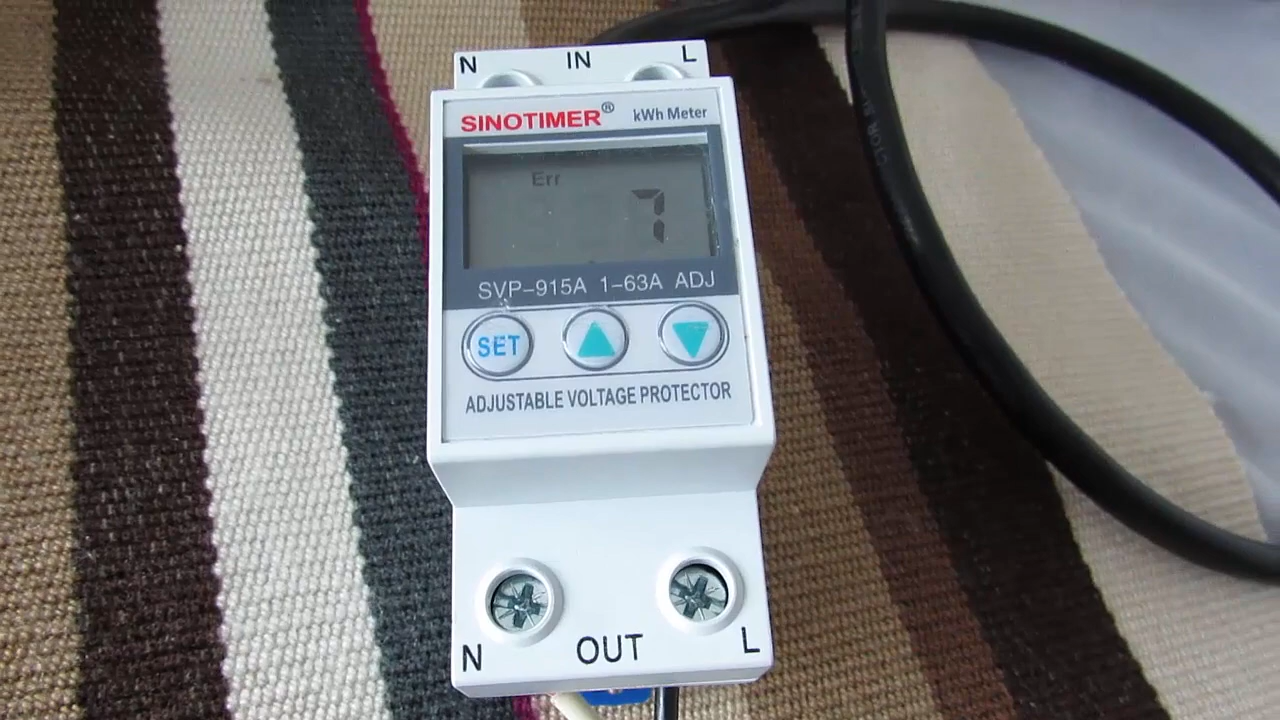 N IN L
SINOTIMER® kWh Meter
Err
7
SVP-915A 1-63A ADJ
SET
ADJUSTABLE VOLTAGE PROTECTOR
N OUT L